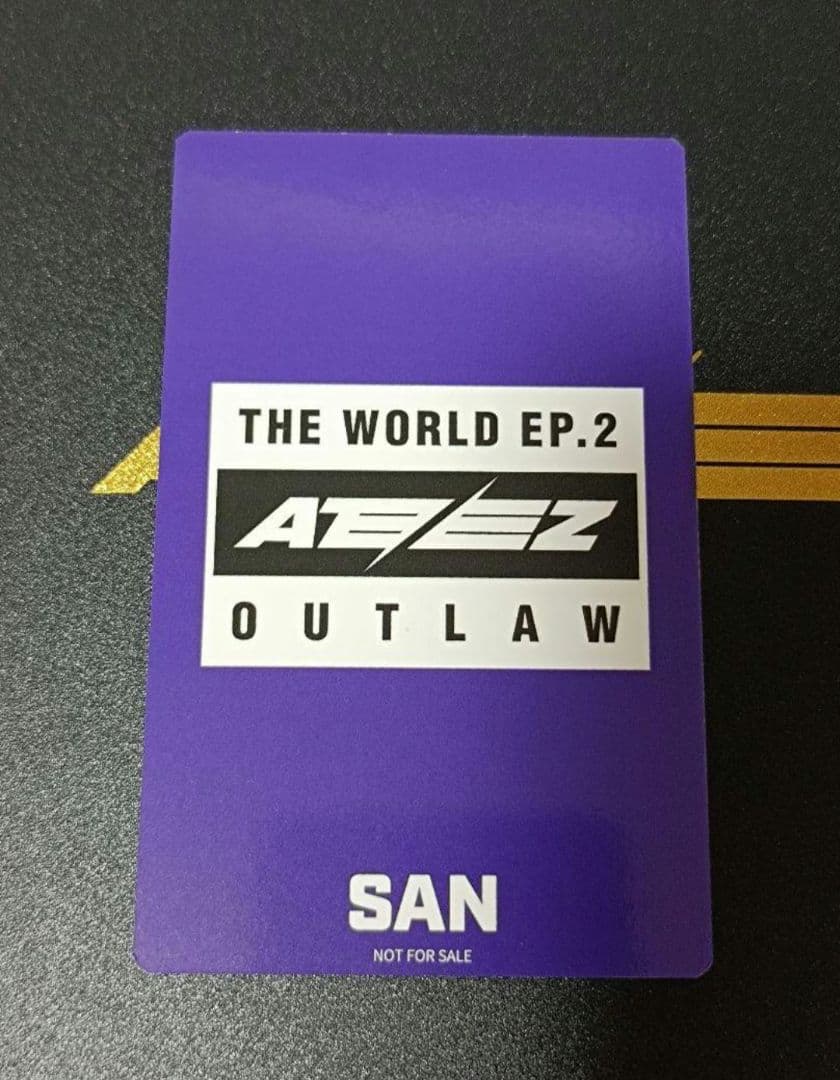 THE WORLD EP.2
ATEEZ
OUTLAW
SAN
NOT FOR SALE